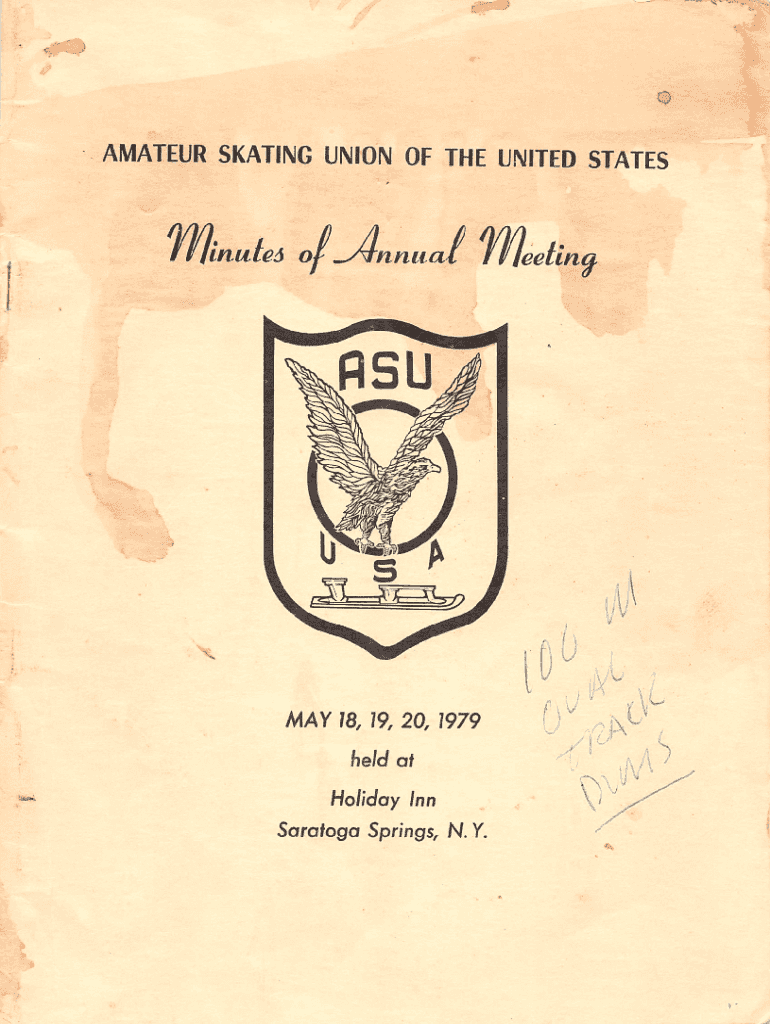 AMATEUR SKATING UNION OF THE UNITED STATES
Minutes of Annual Meeting
ASU
USA
MAY 18, 19, 20, 1979
held at
Holiday Inn
Saratoga Springs, N.Y.
100 M
OVAL
TRACK
DIMS